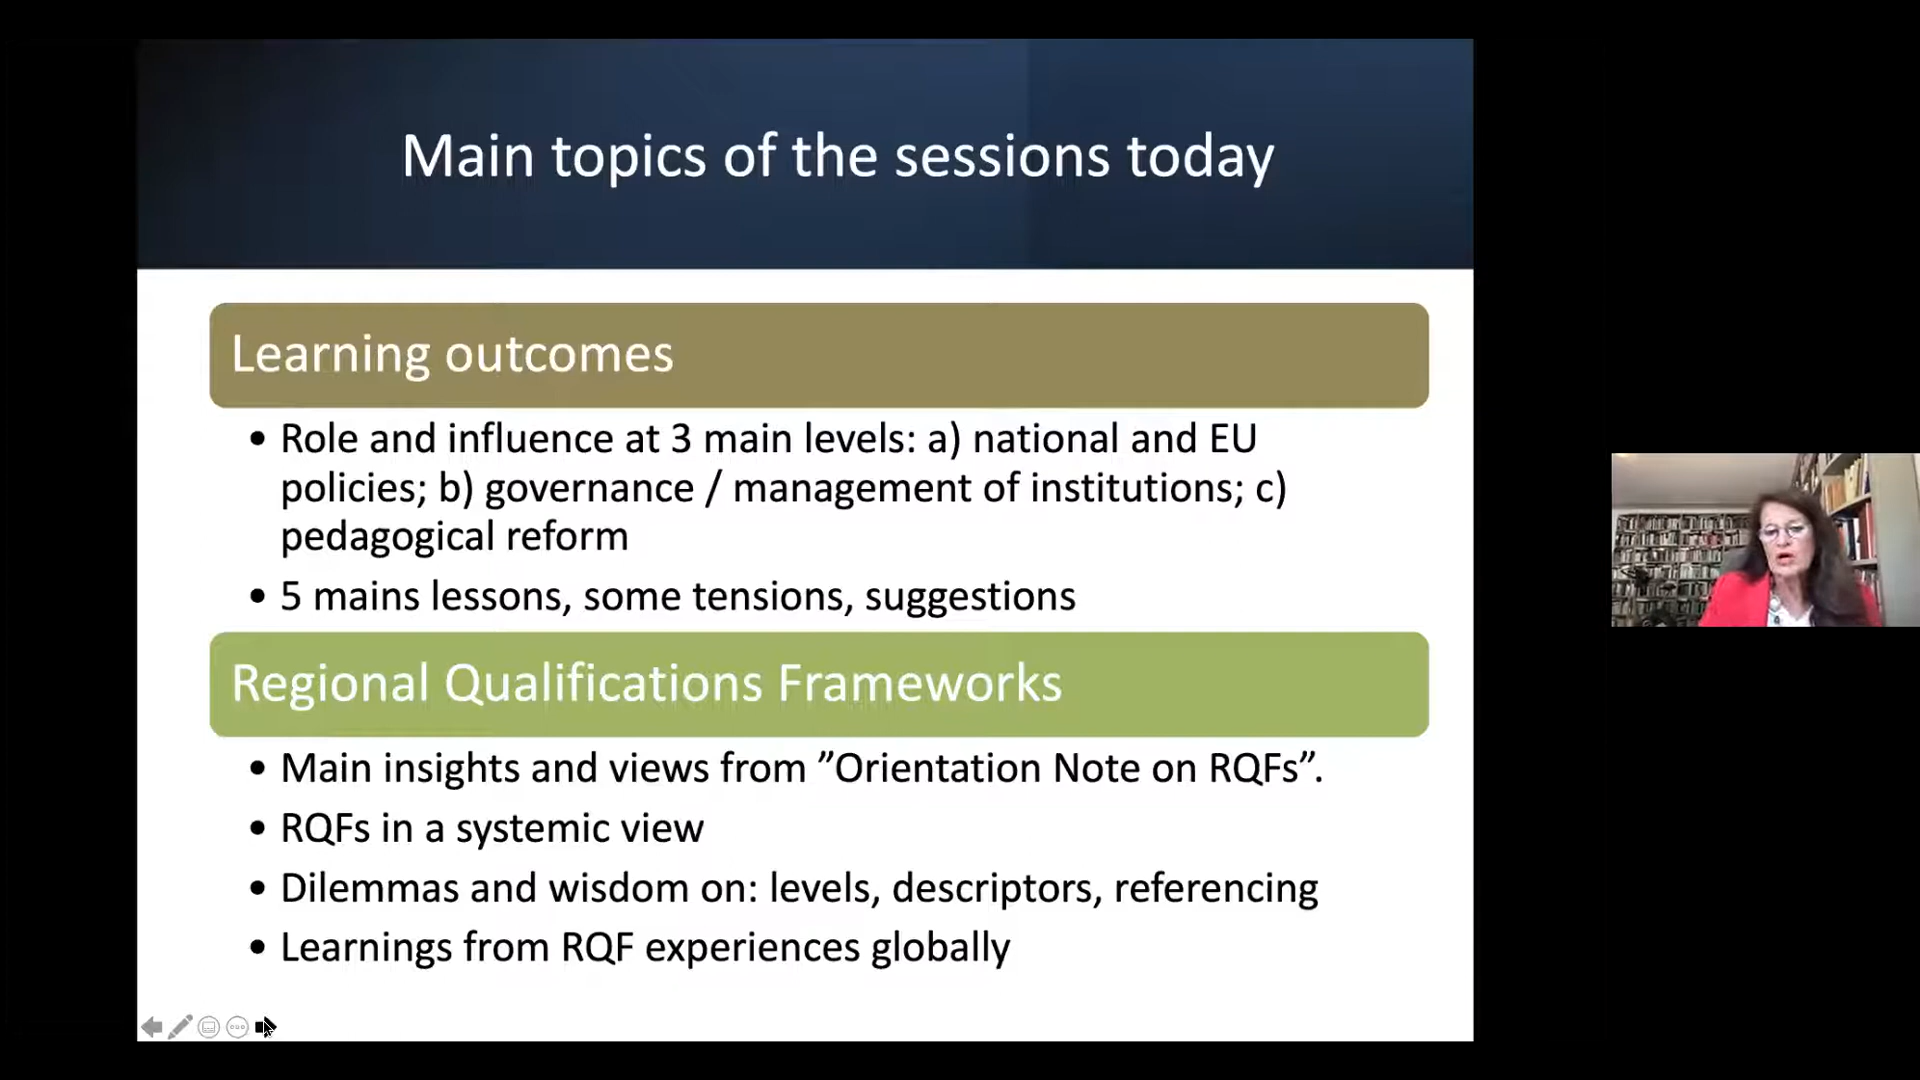 Main topics of the sessions today
Learning outcomes
• Role and influence at 3 main levels: a) national and EU
policies; b) governance / management of institutions; c)
pedagogical reform
• 5 mains lessons, some tensions, suggestions
Regional Qualifications Frameworks
• Main insights and views from ”Orientation Note on RQFs”.
• RQFs in a systemic view
• Dilemmas and wisdom on: levels, descriptors, referencing
• Learnings from RQF experiences globally